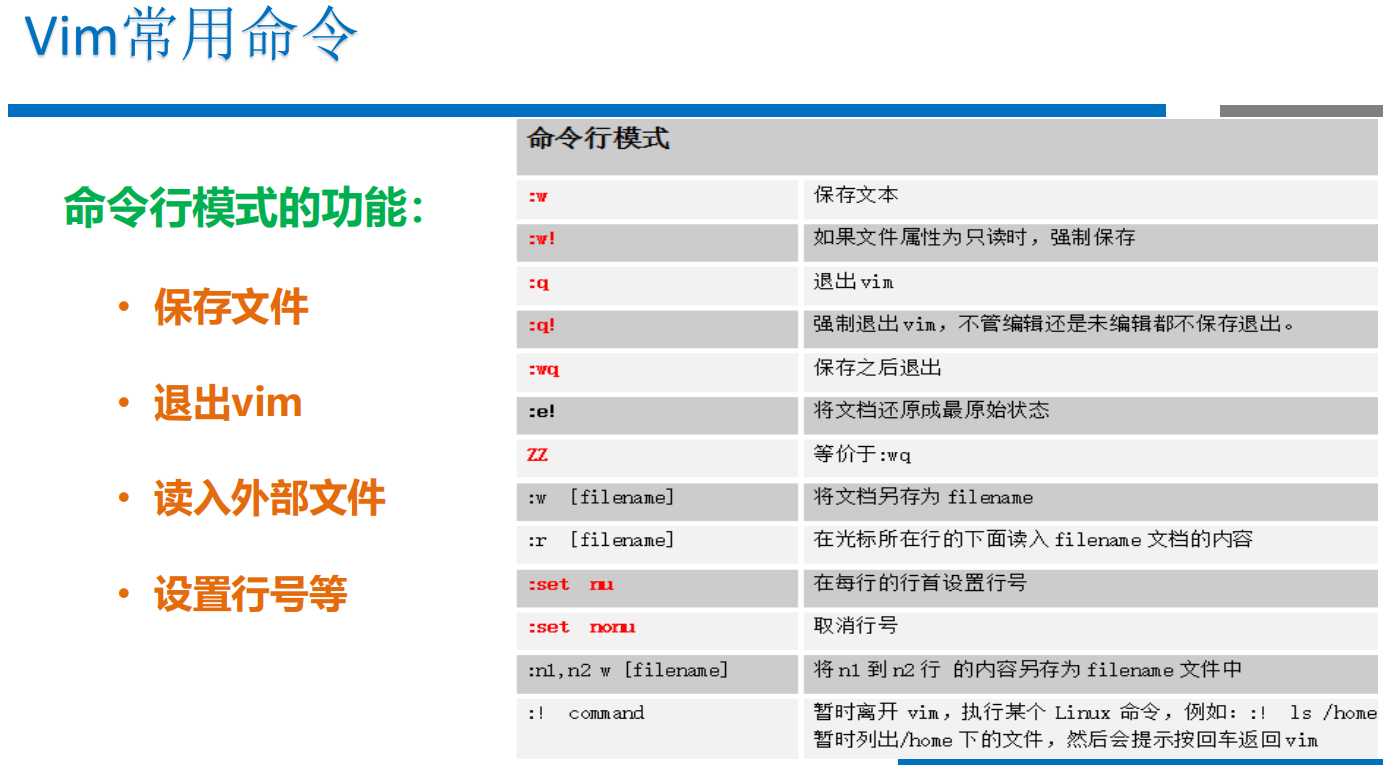 Vim常用命令
命令行模式的功能：
• 保存文件
• 退出vim
• 读入外部文件
• 设置行号等
命令行模式
:w 保存文本
:w! 如果文件属性为只读时，强制保存
:q 退出vim
:q! 强制退出vim，不管编辑还是未编辑都不保存退出。
:wq 保存之后退出
:e! 将文档还原成最原始状态
ZZ 等价于:wq
:w [filename] 将文档另存为 filename
:r [filename] 在光标所在行的下面读入 filename 文档的内容
:set nu 在每行的行首设置行号
:set nonu 取消行号
:n1,n2 w [filename] 将 n1 到 n2 行 的内容另存为 filename 文件中
:! command 暂时离开 vim，执行某个 Linux 命令，例如：:! ls /home
暂时列出/home 下的文件，然后会提示按回车返回 vim